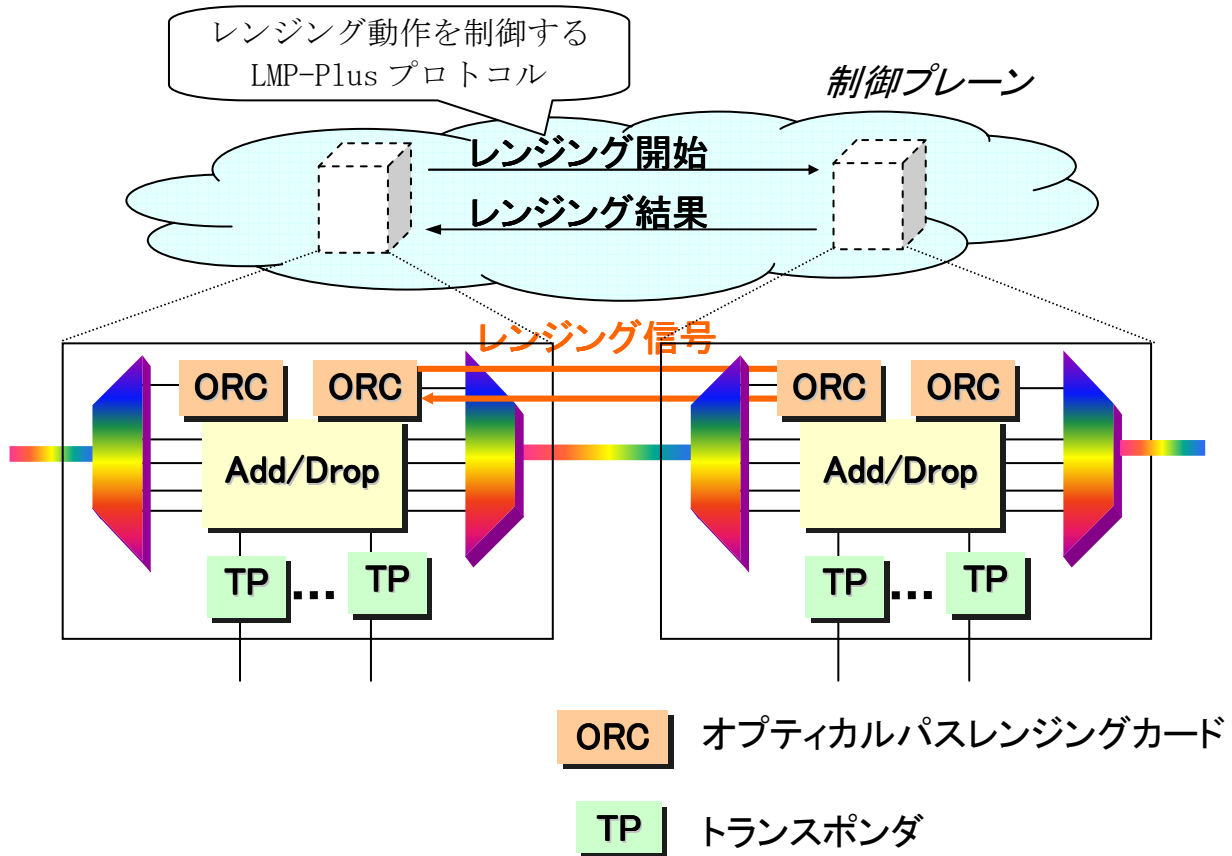 レンジング動作を制御する
LMP-Plus プロトコル
制御プレーン
レンジング開始
レンジング結果
レンジング信号
ORC
ORC
ORC
ORC
Add/Drop
Add/Drop
TP
...
TP
TP
...
TP
ORC
オプティカルパスレンジングカード
TP
トランスポンダ